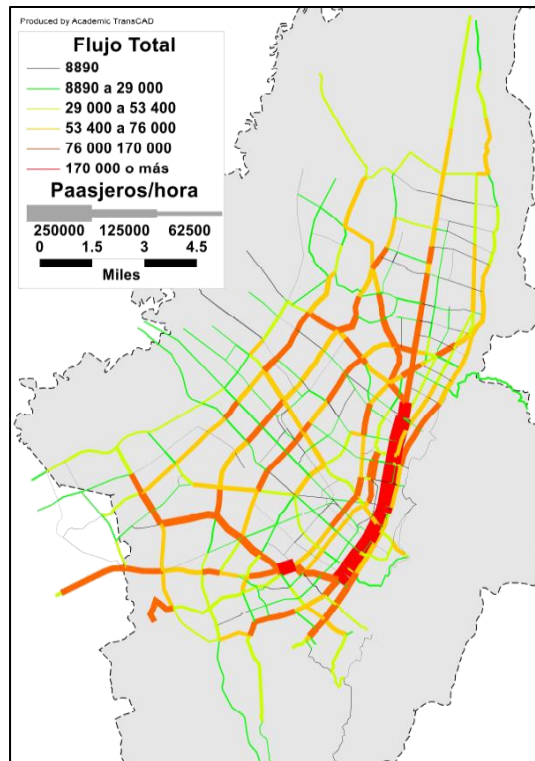 Produced by Academic TransCAD
Flujo Total
8890
8890 a 29 000
29 000 a 53 400
53 400 a 76 000
76 000 170 000
170 000 o más
Paasjeros/hora
250000 125000 62500
0 1.5 3 4.5
Miles